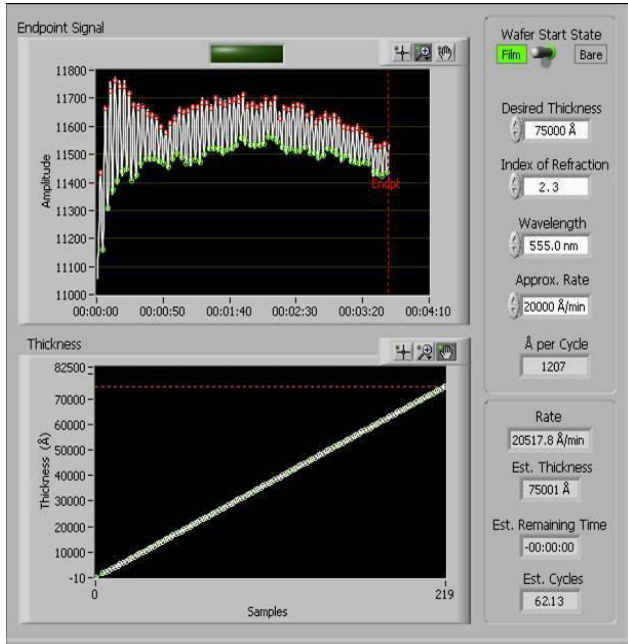 Endpoint Signal
11800
11700
11600
11500
11400
11300
11200
11100
11000
Amplitude
Endpt
00:00:00 00:00:50 00:01:40 00:02:30 00:03:20 00:04:10
Thickness
82500
70000
60000
50000
40000
30000
20000
10000
-10
Thickness (Å)
0 219
Samples
Wafer Start State
Film Bare
Desired Thickness
75000 Å
Index of Refraction
2.3
Wavelength
555.0 nm
Approx. Rate
20000 Å/min
Å per Cycle
1207
Rate
20517.8 Å/min
Est. Thickness
75001 Å
Est. Remaining Time
-00:00:00
Est. Cycles
62.13